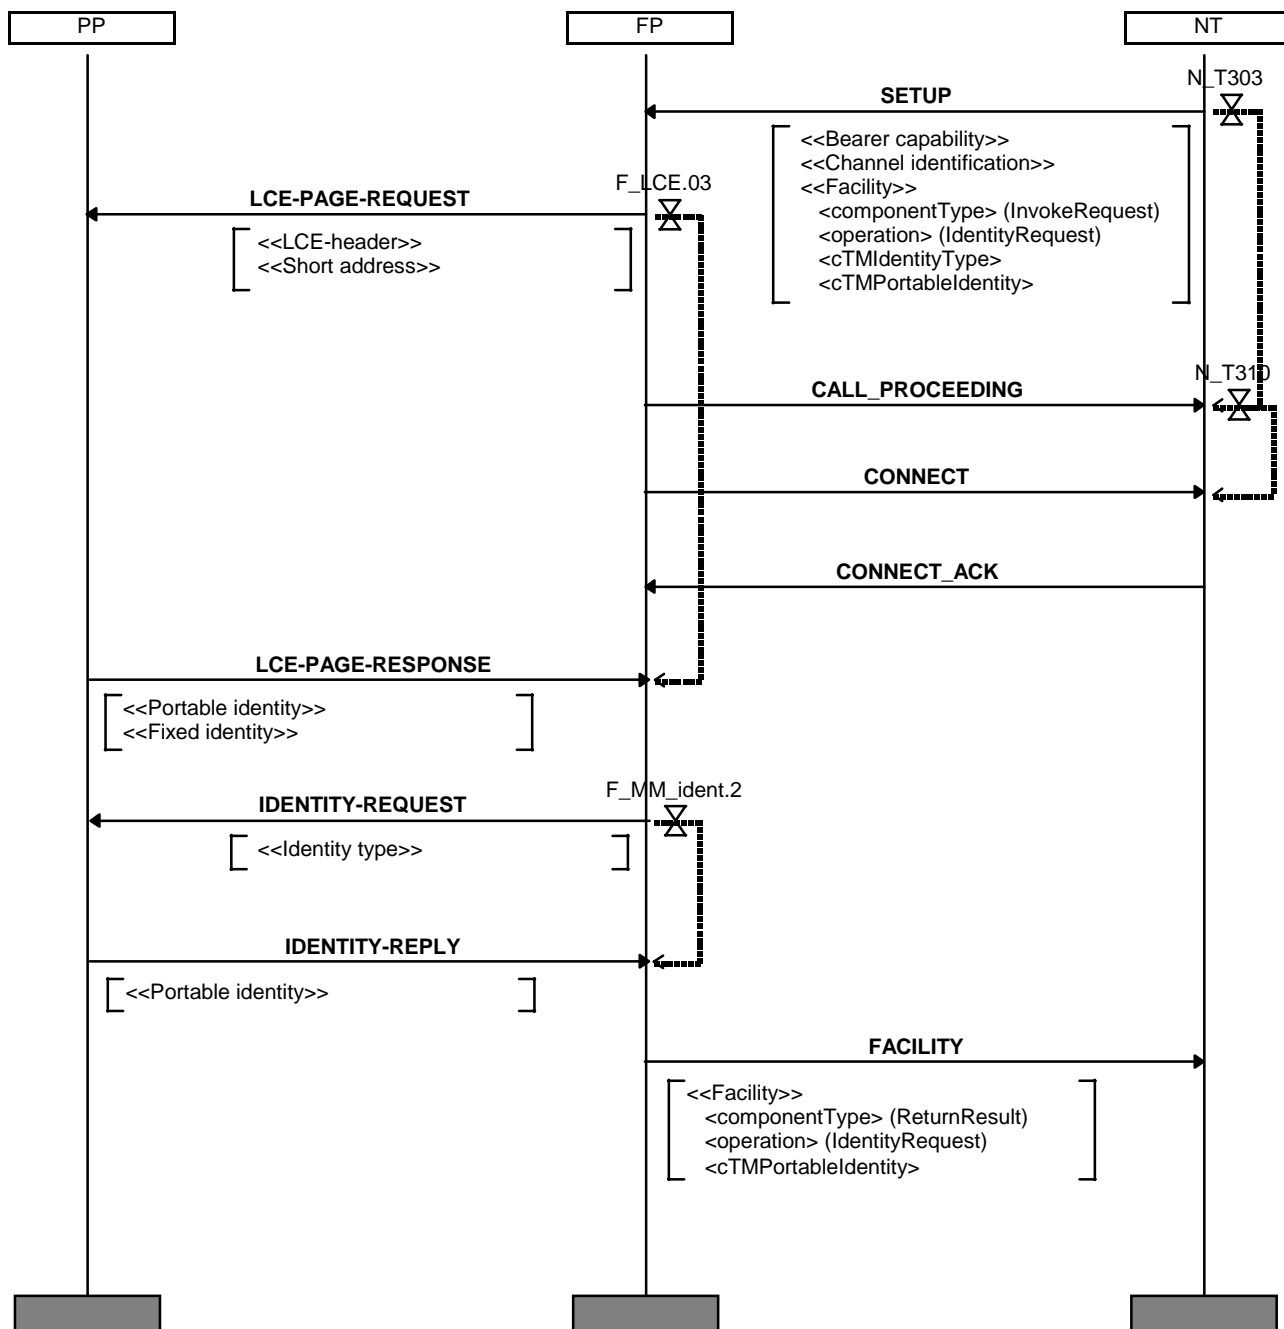 PP
FP
NT
N_T303
SETUP
<<Bearer capability>>
<<Channel identification>>
<<Facility>>
<componentType> (InvokeRequest)
<operation> (IdentityRequest)
<cTMIdentityType>
<cTMPortableIdentity>
F_LCE.03
LCE-PAGE-REQUEST
<<LCE-header>>
<<Short address>>
N_T310
CALL_PROCEEDING
CONNECT
CONNECT_ACK
LCE-PAGE-RESPONSE
<<Portable identity>>
<<Fixed identity>>
F_MM_ident.2
IDENTITY-REQUEST
<<Identity type>>
IDENTITY-REPLY
<<Portable identity>>
FACILITY
<<Facility>>
<componentType> (ReturnResult)
<operation> (IdentityRequest)
<cTMPortableIdentity>